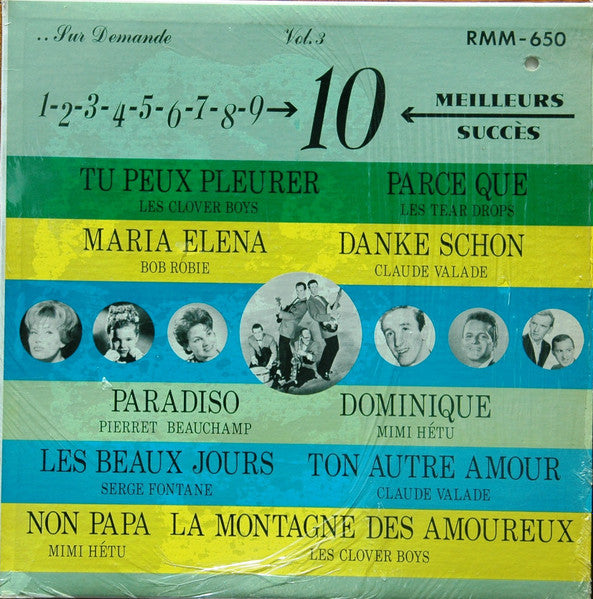 ..Sur Demande Vol.3 RMM-650
1-2-3-4-5-6-7-8-9→10 ← MEILLEURS SUCCÈS
TU PEUX PLEURER PARCE QUE
LES CLOVER BOYS LES TEAR DROPS
MARIA ELENA DANKE SCHON
BOB ROBIE CLAUDE VALADE
PARADISO DOMINIQUE
PIERRET BEAUCHAMP MIMI HÉTU
LES BEAUX JOURS TON AUTRE AMOUR
SERGE FONTANE CLAUDE VALADE
NON PAPA LA MONTAGNE DES AMOUREUX
MIMI HÉTU LES CLOVER BOYS